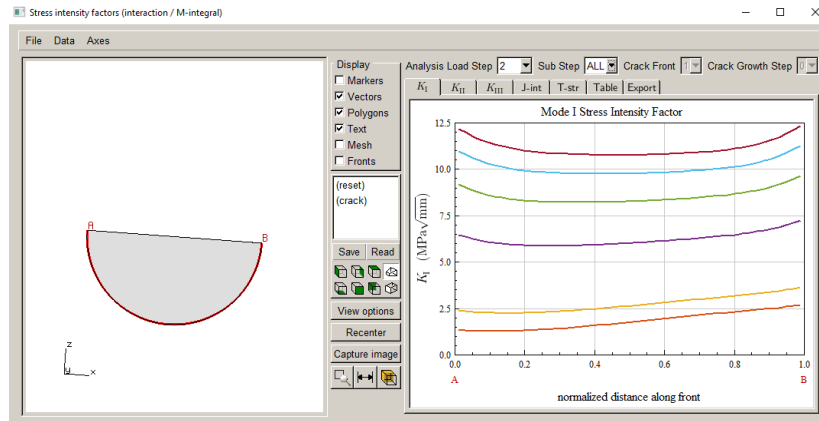 Stress intensity factors (interaction / M-integral)
File Data Axes
Display
Markers
Vectors
Polygons
Text
Mesh
Fronts
(reset)
(crack)
Save Read
View options
Recenter
Capture image
A
B
z
y x
Analysis Load Step 2 Sub Step ALL Crack Front 1 Crack Growth Step 0
K_I K_II K_III J-int T-str Table Export
Mode I Stress Intensity Factor
K_I (MPa√mm)
12.5
10.0
7.5
5.0
2.5
0.0
0.0 0.2 0.4 0.6 0.8 1.0
A B
normalized distance along front